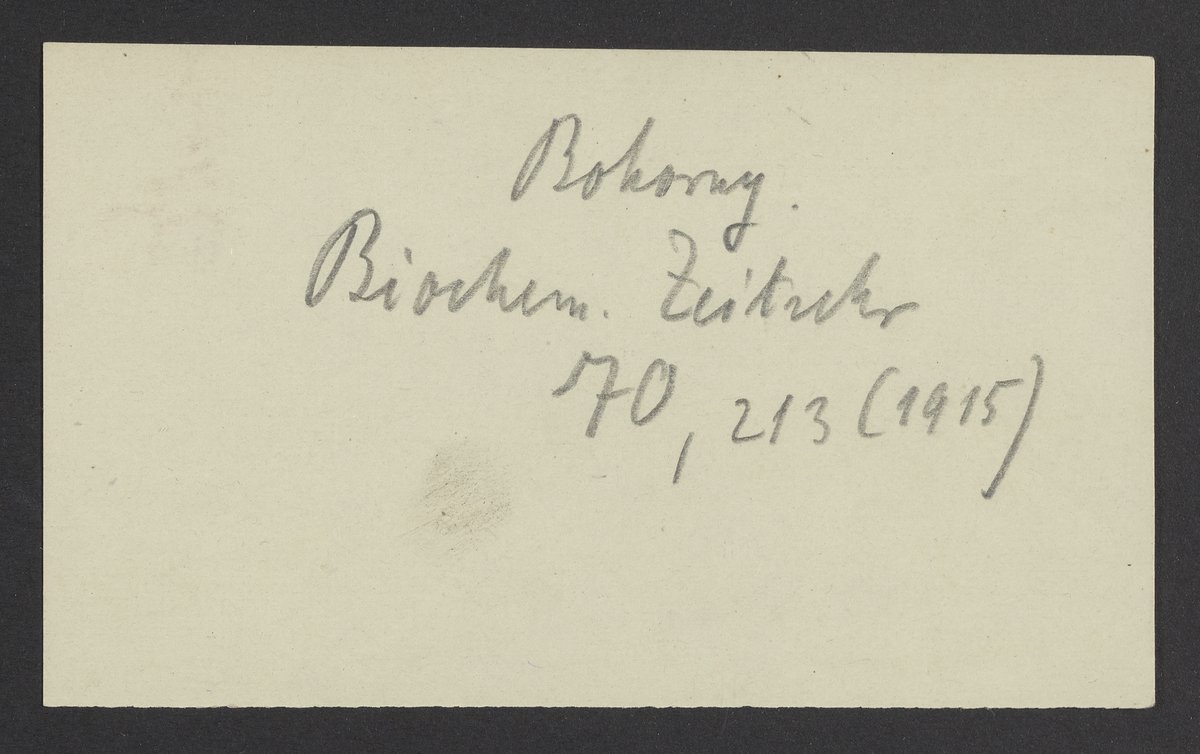 Bokorny.
Biochem. Zeitschr
70, 213 (1915)